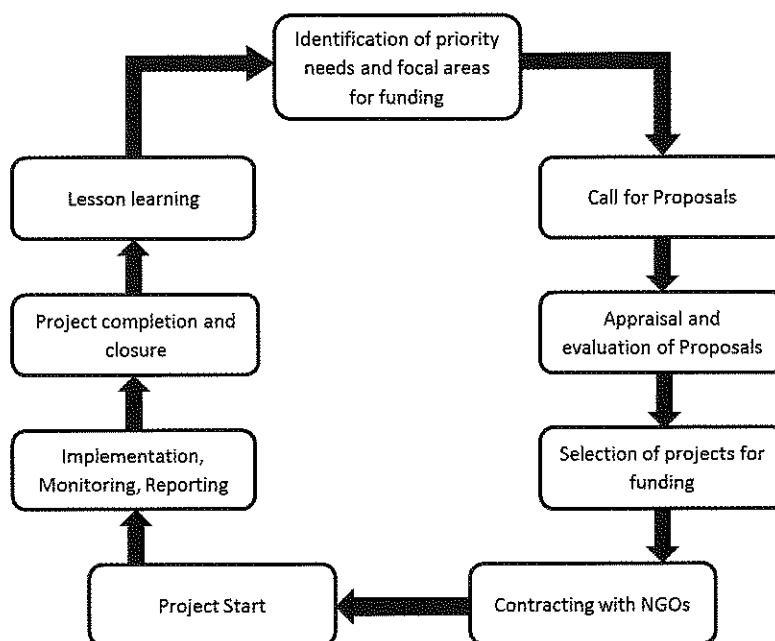 Identification of priority
needs and focal areas
for funding
Call for Proposals
Appraisal and
evaluation of Proposals
Selection of projects for
funding
Contracting with NGOs
Project Start
Implementation,
Monitoring, Reporting
Project completion and
closure
Lesson learning